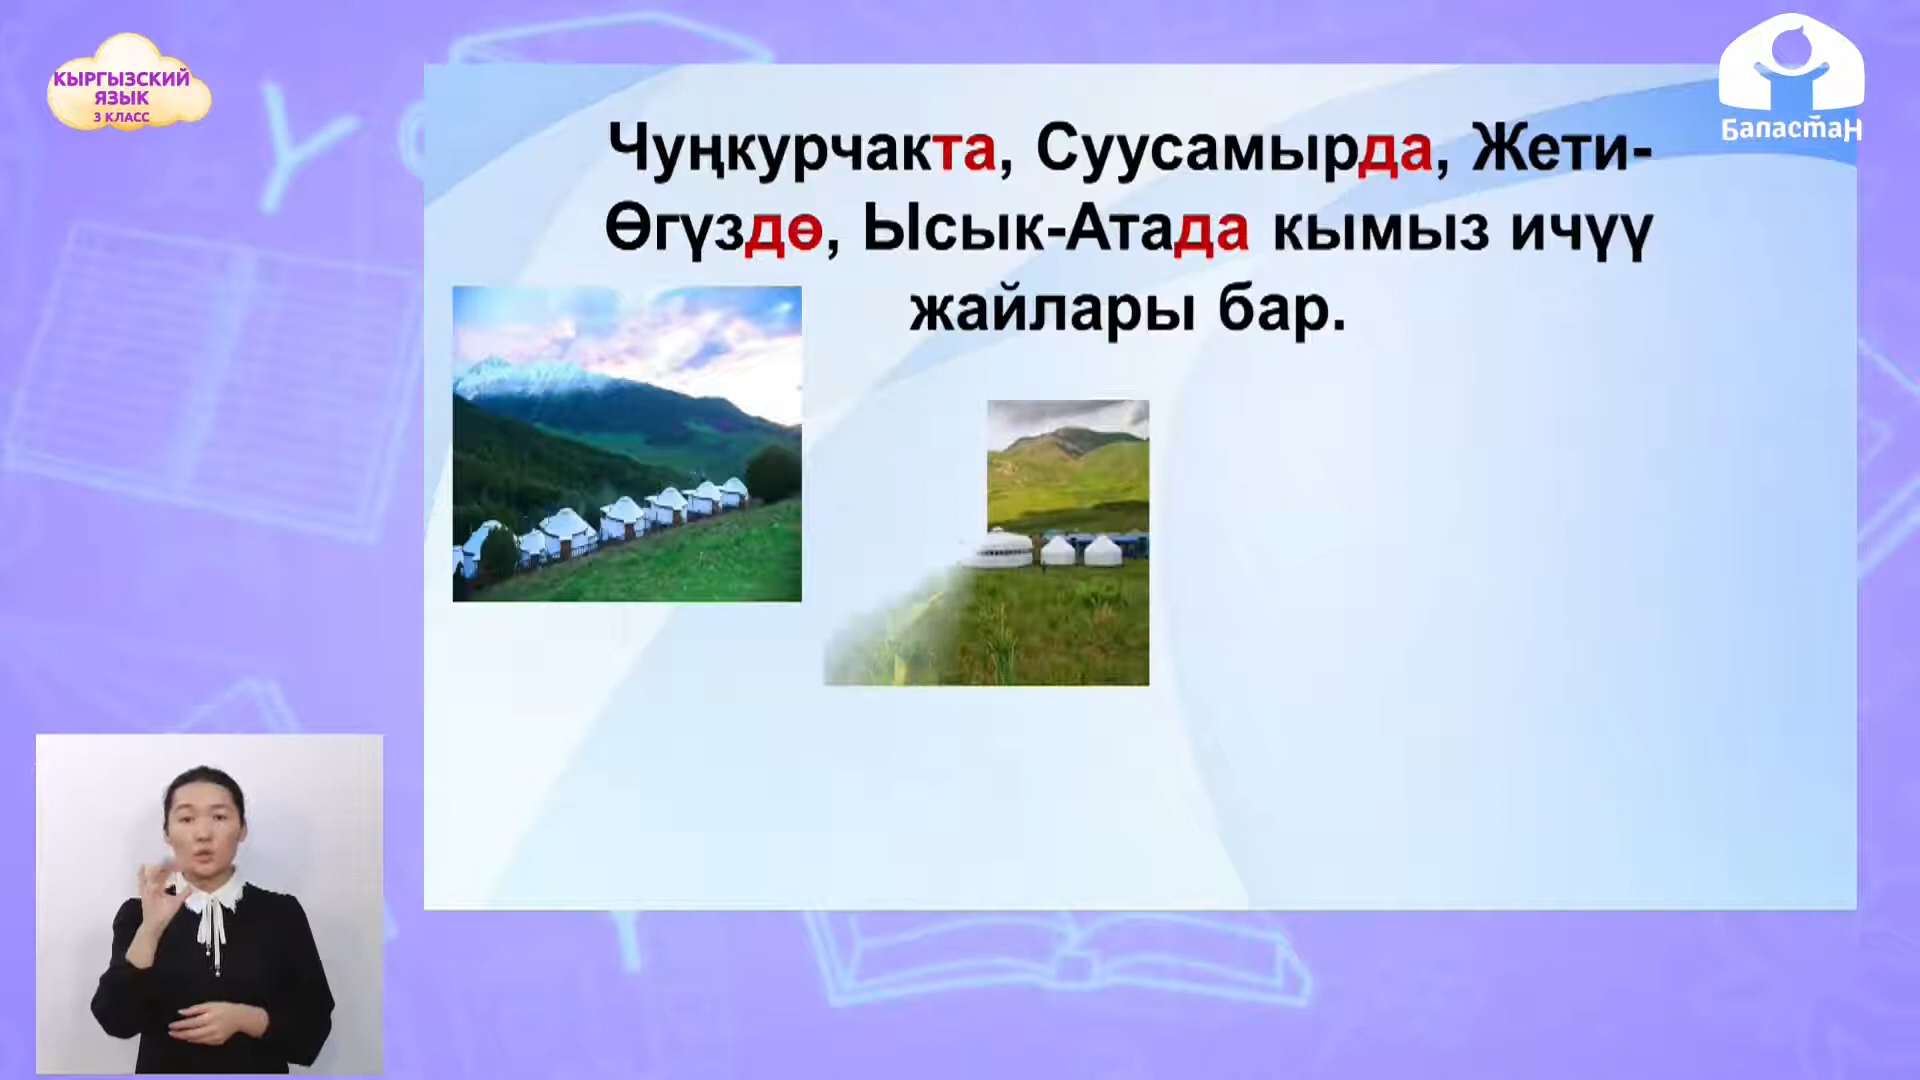 КЫРГЫЗСКИЙ
ЯЗЫК
3 КЛАСС
Баластан
Чуңкурчакта, Суусамырда, Жети-
Өгүздө, Ысык-Атада кымыз ичүү
жайлары бар.